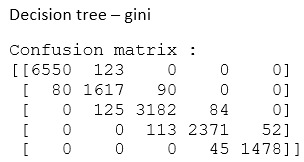 Decision tree – gini
Confusion matrix :
[[6550  123    0    0    0]
 [  80 1617   90    0    0]
 [   0  125 3182   84    0]
 [   0    0  113 2371   52]
 [   0    0    0   45 1478]]